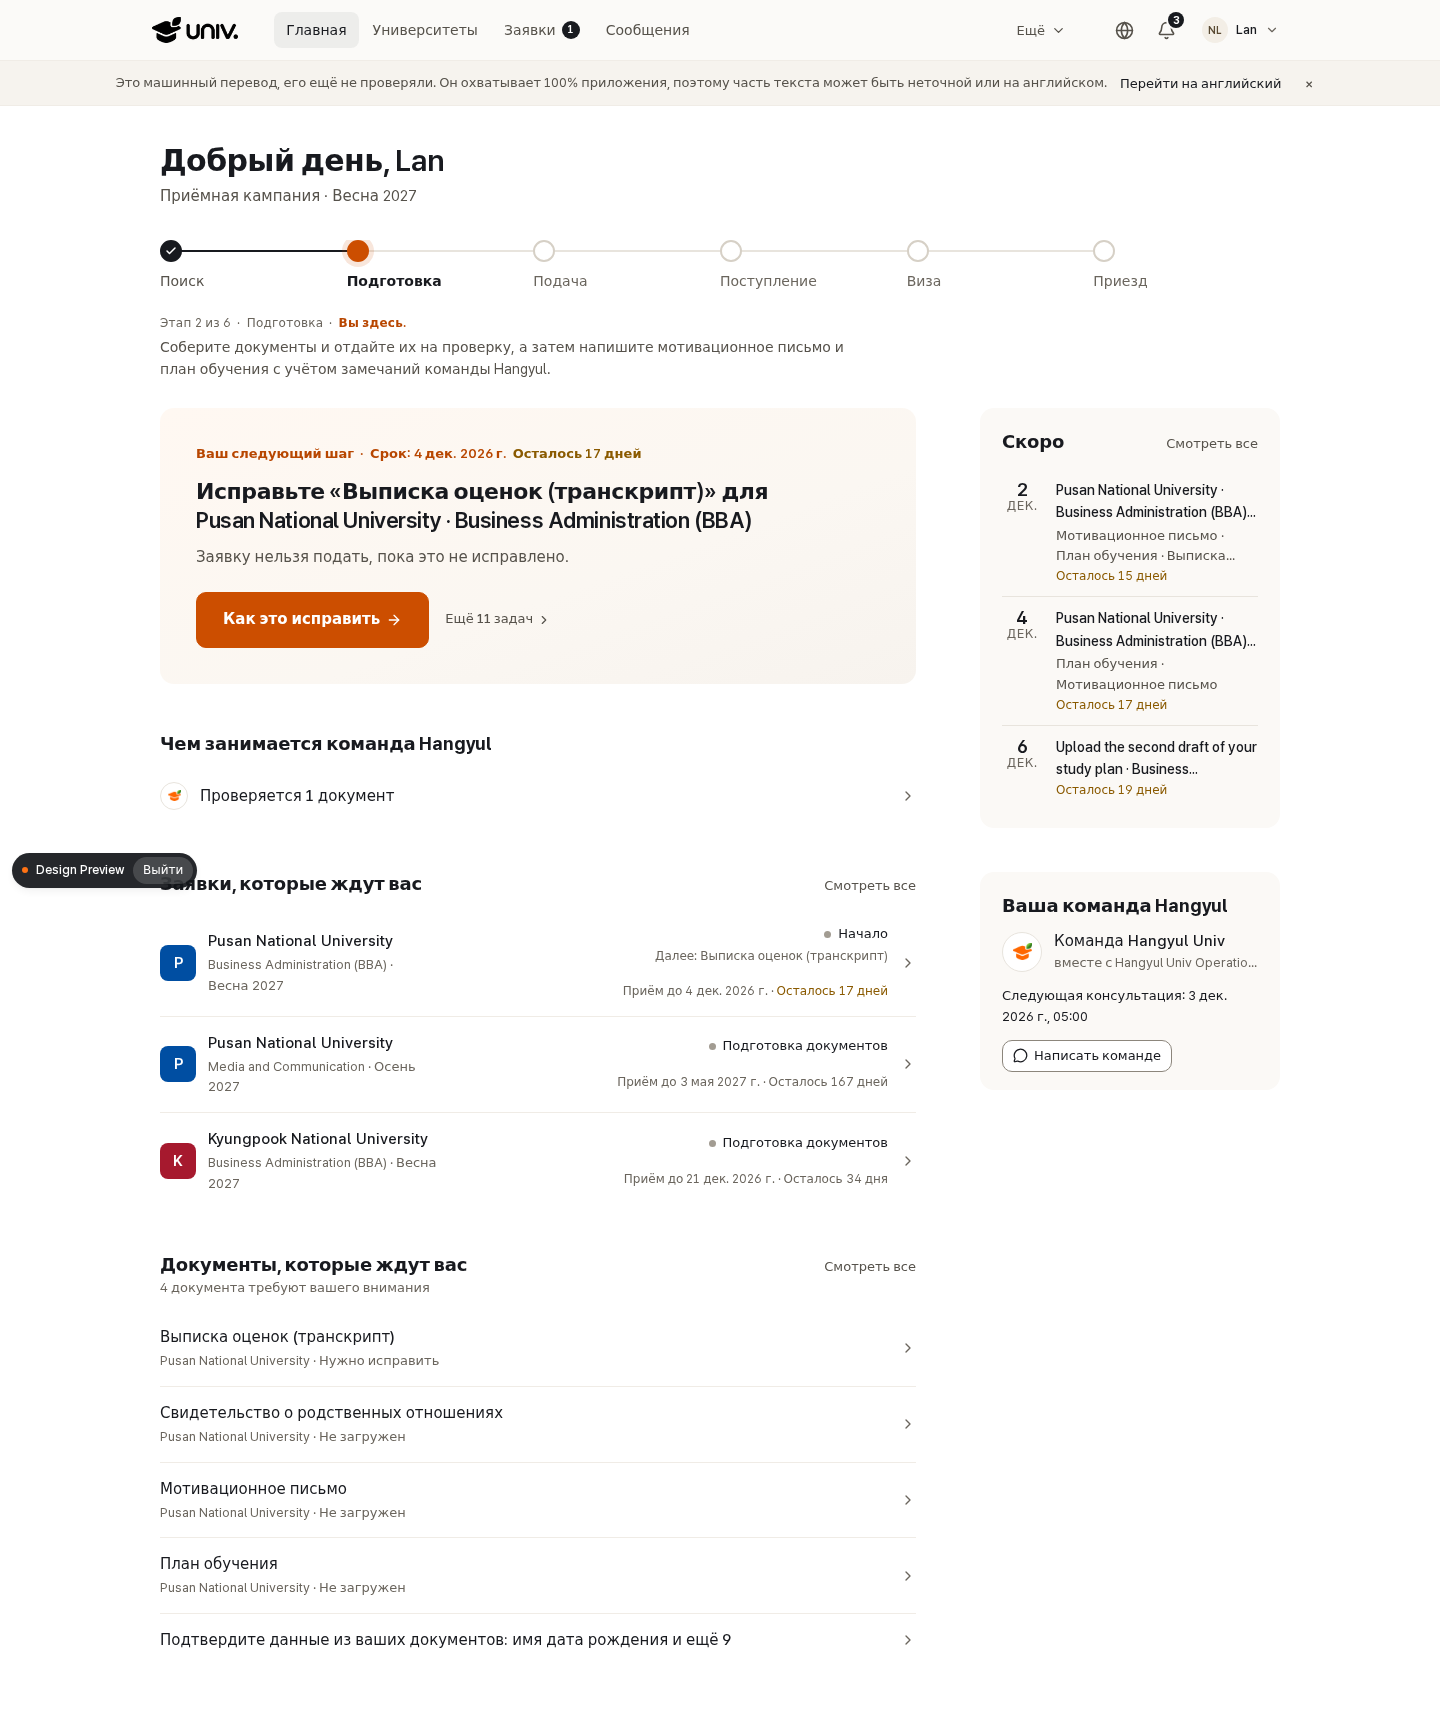 univ.
Главная
Университеты
Заявки 1
Сообщения
Ещё
3
NL Lan
Это машинный перевод, его ещё не проверяли. Он охватывает 100% приложения, поэтому часть текста может быть неточной или на английском. Перейти на английский ×
Добрый день, Lan
Приёмная кампания · Весна 2027
Поиск
Подготовка
Подача
Поступление
Виза
Приезд
Этап 2 из 6 · Подготовка · Вы здесь.
Соберите документы и отдайте их на проверку, а затем напишите мотивационное письмо и
план обучения с учётом замечаний команды Hangyul.
Ваш следующий шаг · Срок: 4 дек. 2026 г. Осталось 17 дней
Исправьте «Выписка оценок (транскрипт)» для
Pusan National University · Business Administration (BBA)
Заявку нельзя подать, пока это не исправлено.
Как это исправить →
Ещё 11 задач
Скоро
Смотреть все
2
ДЕК.
Pusan National University ·
Business Administration (BBA)...
Мотивационное письмо ·
План обучения · Выписка...
Осталось 15 дней
4
ДЕК.
Pusan National University ·
Business Administration (BBA)...
План обучения ·
Мотивационное письмо
Осталось 17 дней
6
ДЕК.
Upload the second draft of your
study plan · Business...
Осталось 19 дней
Чем занимается команда Hangyul
Проверяется 1 документ
Design Preview Выйти
Заявки, которые ждут вас
Смотреть все
P
Pusan National University
Business Administration (BBA) ·
Весна 2027
Начало
Далее: Выписка оценок (транскрипт)
Приём до 4 дек. 2026 г. · Осталось 17 дней
P
Pusan National University
Media and Communication · Осень
2027
Подготовка документов
Приём до 3 мая 2027 г. · Осталось 167 дней
K
Kyungpook National University
Business Administration (BBA) · Весна
2027
Подготовка документов
Приём до 21 дек. 2026 г. · Осталось 34 дня
Ваша команда Hangyul
Команда Hangyul Univ
вместе с Hangyul Univ Operatio...
Следующая консультация: 3 дек.
2026 г., 05:00
Написать команде
Документы, которые ждут вас
Смотреть все
4 документа требуют вашего внимания
Выписка оценок (транскрипт)
Pusan National University · Нужно исправить
Свидетельство о родственных отношениях
Pusan National University · Не загружен
Мотивационное письмо
Pusan National University · Не загружен
План обучения
Pusan National University · Не загружен
Подтвердите данные из ваших документов: имя дата рождения и ещё 9